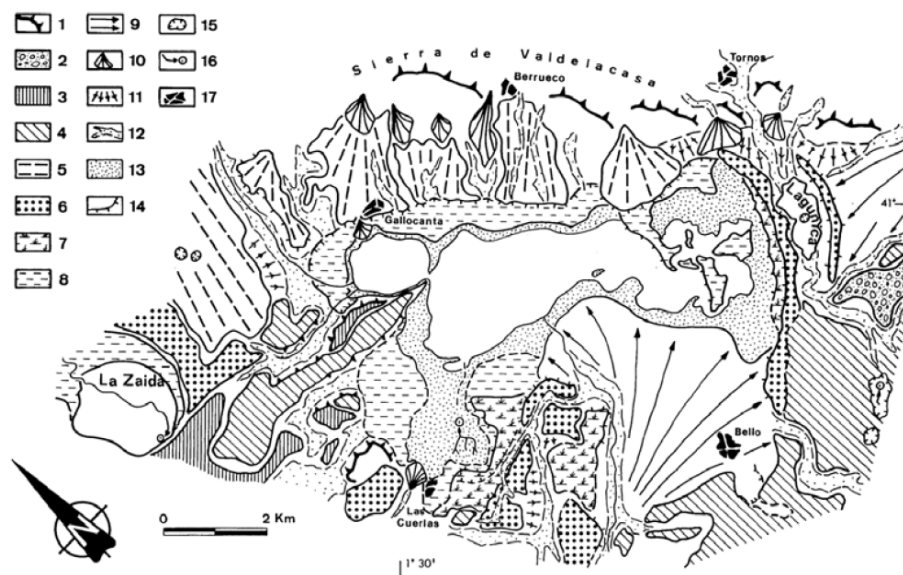 1 9 15
2 10 16
3 11 17
4 12
5 13
6 14
7
8
Sierra de Valdelacasa
Berrueco
Tornos
Gallocanta
Lagunica
41°
La Zaida
Bello
Las
Cuerlas
0 2 Km
1° 30'
N